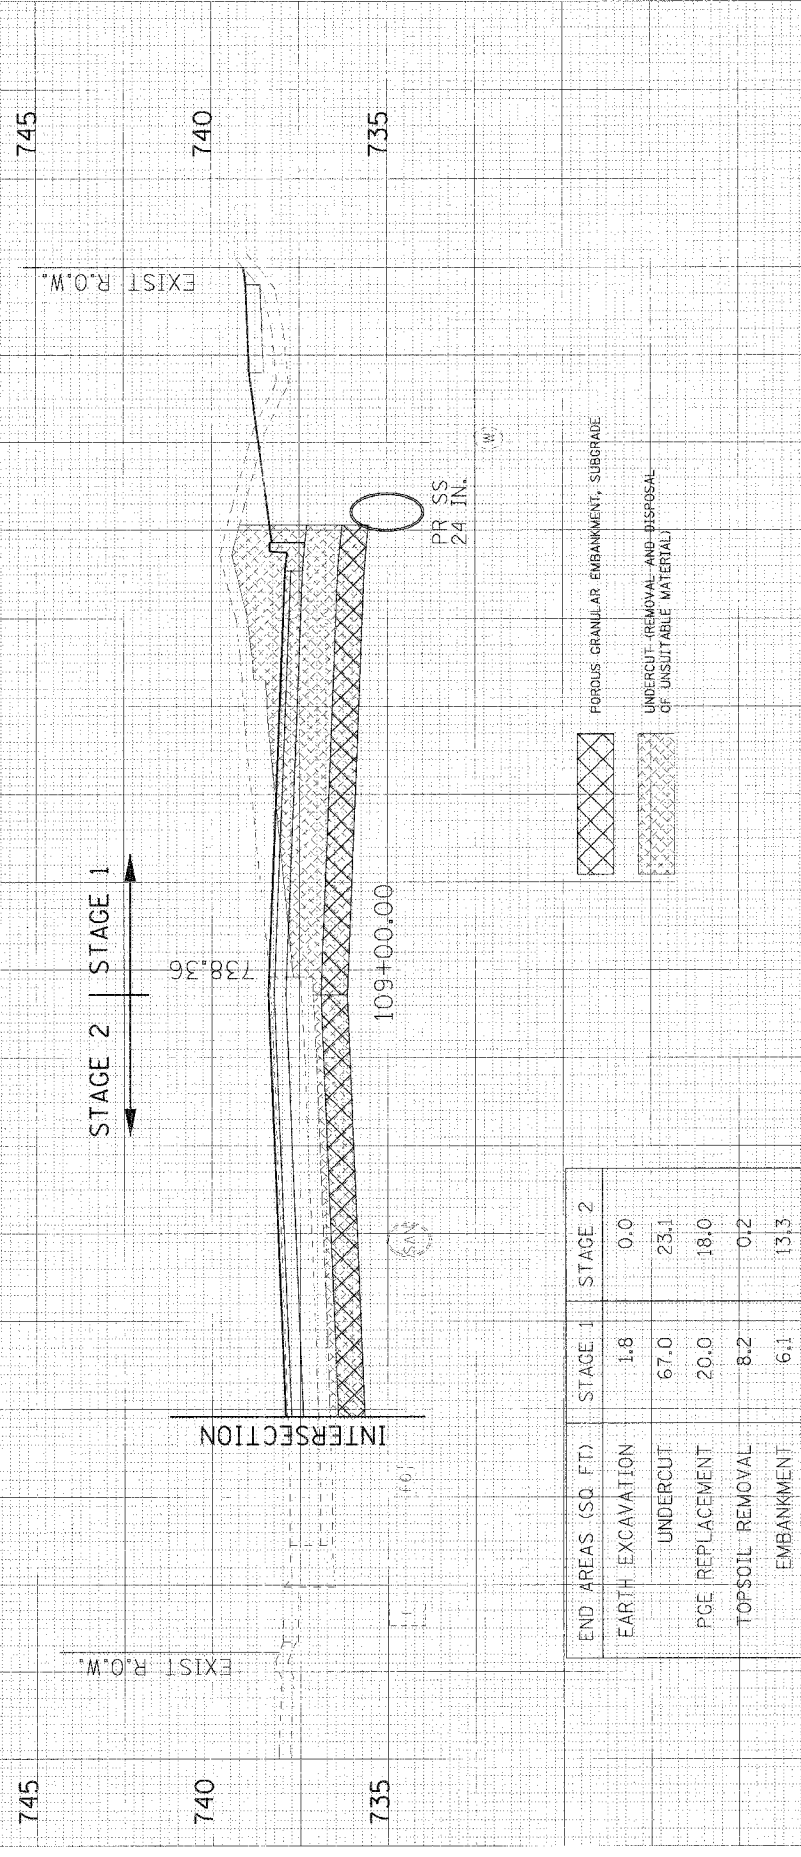 745
745
740
740
735
735
EXIST R.O.W.
EXIST R.O.W.
STAGE 2
STAGE 1
738.36
INTERSECTION
109+00.00
PR SS
24 IN.
(SAN)
(W)
POROUS GRANULAR EMBANKMENT, SUBGRADE
UNDERCUT (REMOVAL AND DISPOSAL
OF UNSUITABLE MATERIAL)
END AREAS (SQ FT) STAGE 1 STAGE 2
EARTH EXCAVATION 1.8 0.0
UNDERCUT 67.0 23.1
PGE REPLACEMENT 20.0 18.0
TOPSOIL REMOVAL 8.2 0.2
EMBANKMENT 6.1 13.3